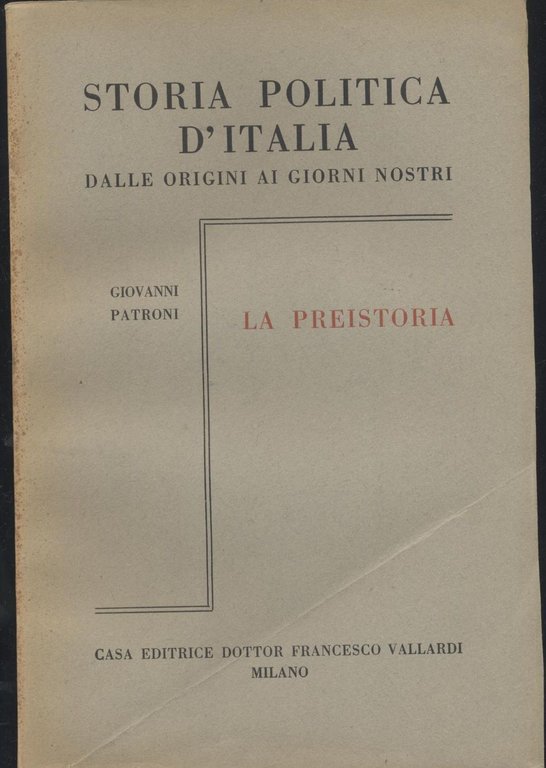 STORIA POLITICA
D'ITALIA
DALLE ORIGINI AI GIORNI NOSTRI
GIOVANNI
PATRONI
LA PREISTORIA
CASA EDITRICE DOTTOR FRANCESCO VALLARDI
MILANO